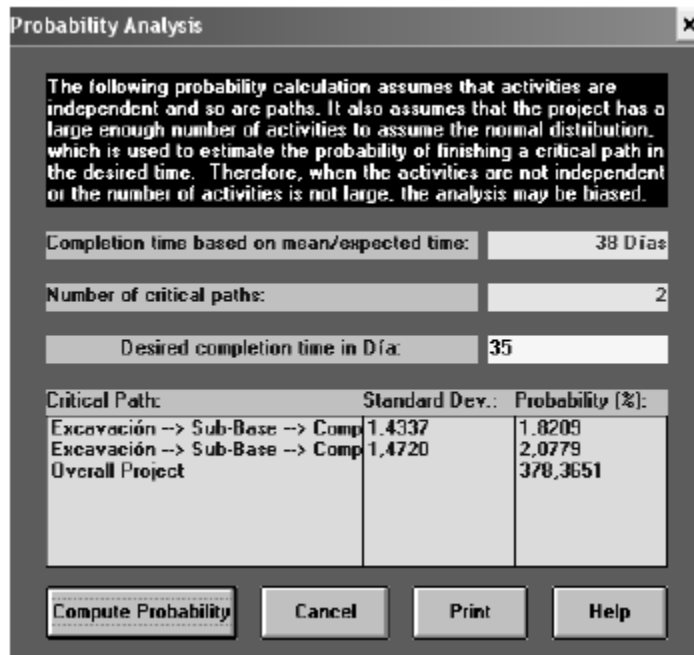 Probability Analysis
The following probability calculation assumes that activities are
independent and so are paths. It also assumes that the project has a
large enough number of activities to assume the normal distribution,
which is used to estimate the probability of finishing a critical path in
the desired time. Therefore, when the activities are not independent
or the number of activities is not large, the analysis may be biased.
Completion time based on mean/expected time: 38 Días
Number of critical paths: 2
Desired completion time in Día: 35
Critical Path: Standard Dev.: Probability (%):
Excavación --> Sub-Base --> Comp 1,4337 1,8209
Excavación --> Sub-Base --> Comp 1,4720 2,0779
Overall Project 378,3651
Compute Probability Cancel Print Help